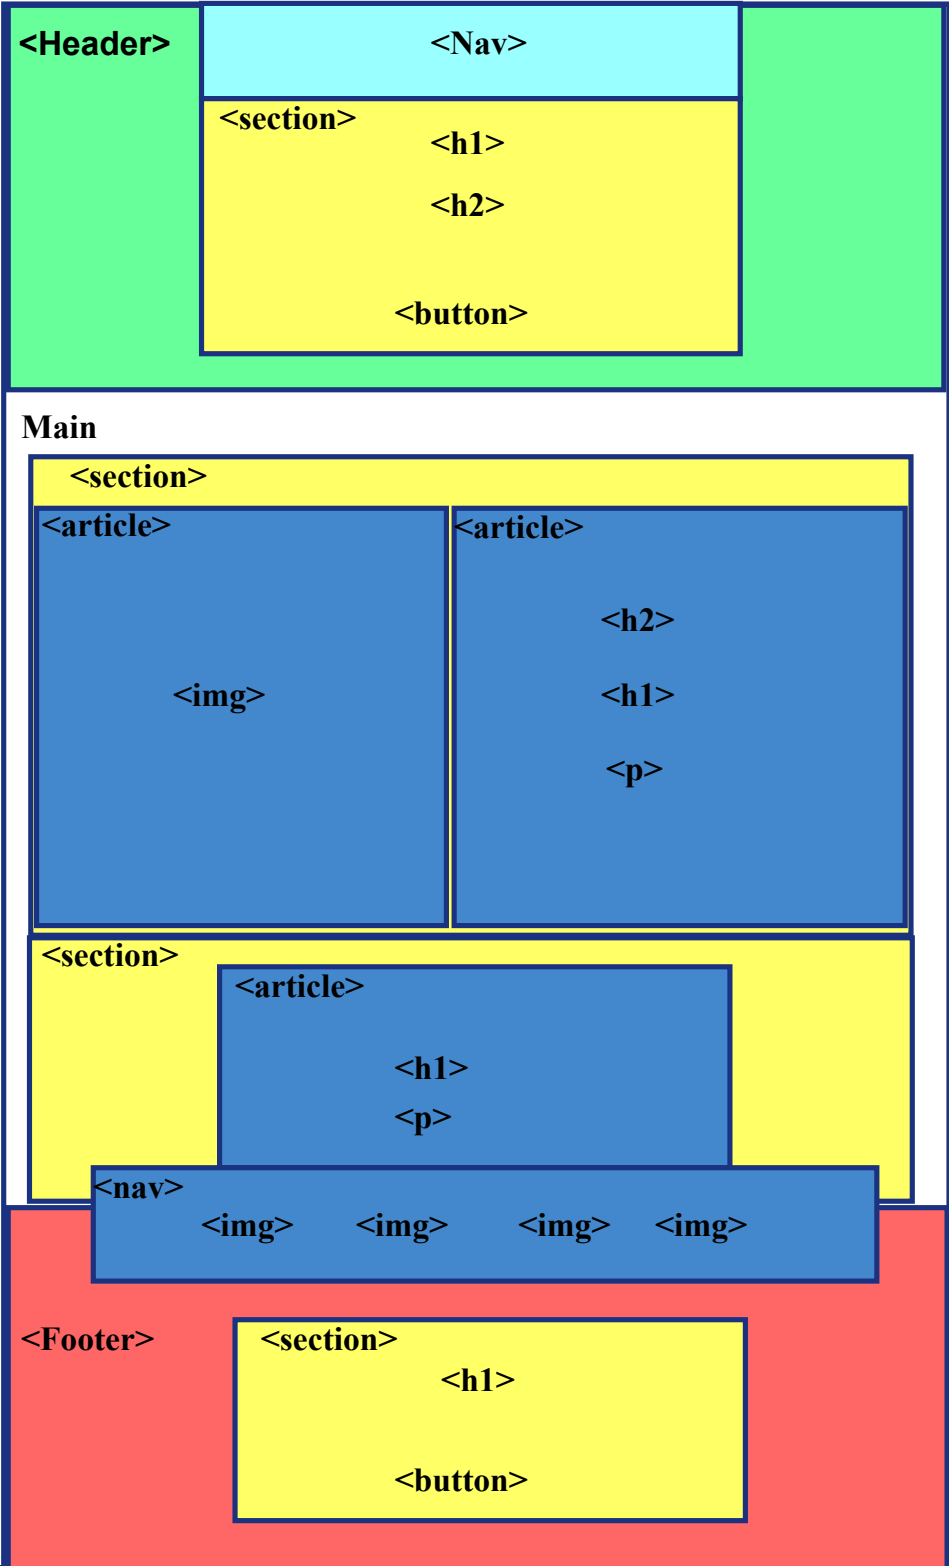 <Header>
<Nav>
<section>
<h1>
<h2>
<button>
Main
<section>
<article>
<img>
<article>
<h2>
<h1>
<p>
<section>
<article>
<h1>
<p>
<nav>
<img> <img> <img> <img>
<Footer>
<section>
<h1>
<button>